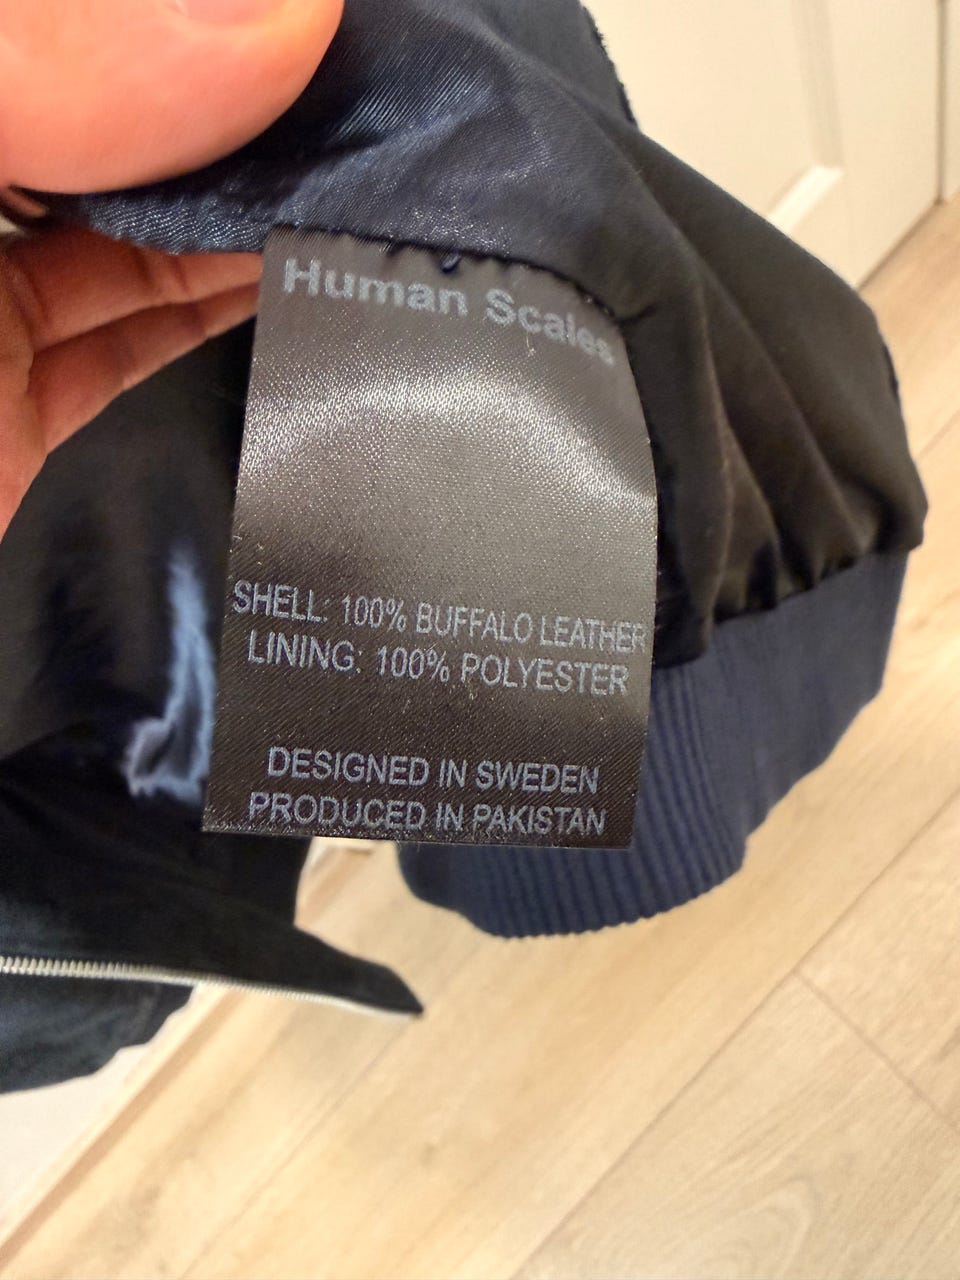 Human Scales
SHELL: 100% BUFFALO LEATHER
LINING: 100% POLYESTER
DESIGNED IN SWEDEN
PRODUCED IN PAKISTAN